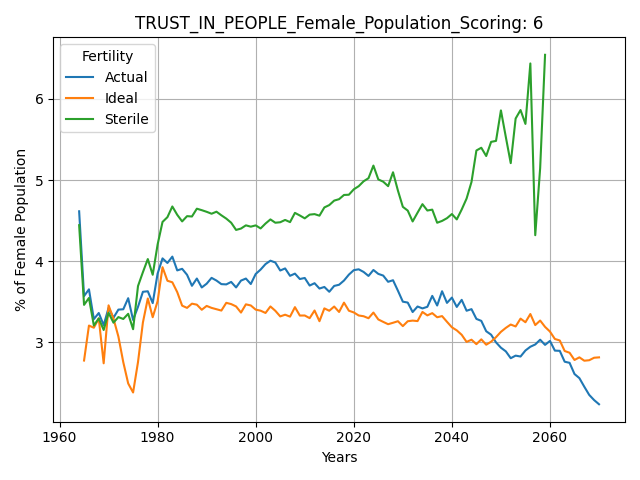 TRUST_IN_PEOPLE_Female_Population_Scoring: 6
Fertility
Actual
Ideal
Sterile
% of Female Population
6
5
4
3
1960 1980 2000 2020 2040 2060
Years